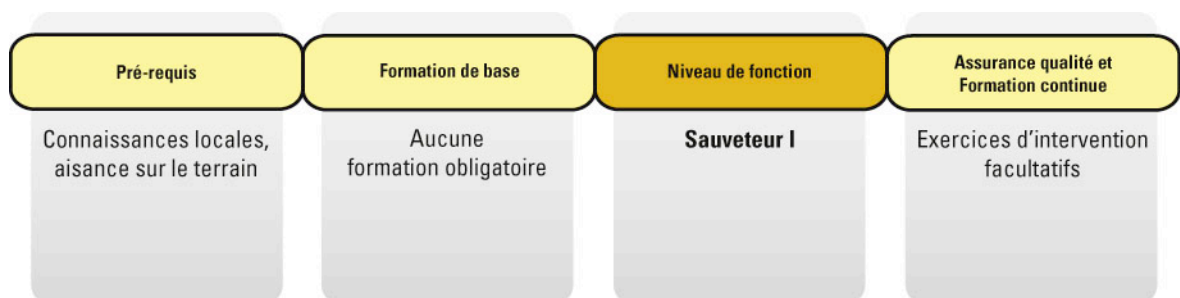 Pré-requis
Connaissances locales,
aisance sur le terrain
Formation de base
Aucune
formation obligatoire
Niveau de fonction
Sauveteur I
Assurance qualité et
Formation continue
Exercices d'intervention
facultatifs